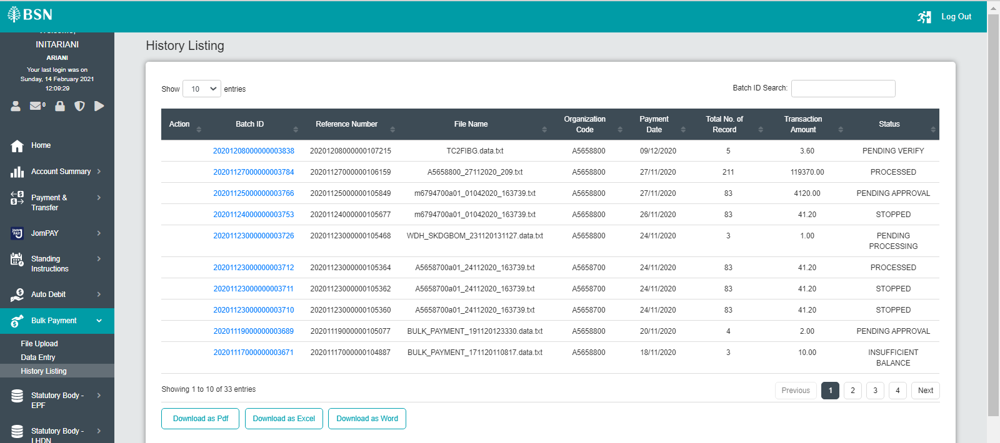 BSN
Log Out
Welcome,
INITARIANI
ARIANI
Your last login was on
Sunday, 14 February 2021
12:09:29
0
Home
Account Summary
Payment &
Transfer
JomPAY
Standing
Instructions
Auto Debit
Bulk Payment
File Upload
Data Entry
History Listing
Statutory Body -
EPF
Statutory Body -
LHDN
History Listing
Show 10 entries
Batch ID Search:
Action Batch ID Reference Number File Name Organization Code Payment Date Total No. of Record Transaction Amount Status
20201208000000003838 20201208000000107215 TC2FIBG.data.txt A5658800 09/12/2020 5 3.60 PENDING VERIFY
20201127000000003784 20201127000000106159 A5658800_27112020_209.txt A5658800 27/11/2020 211 119370.00 PROCESSED
20201125000000003766 20201125000000105849 m6794700a01_01042020_163739.txt A5658800 27/11/2020 83 4120.00 PENDING APPROVAL
20201124000000003753 20201124000000105677 m6794700a01_01042020_163739.txt A5658800 26/11/2020 83 41.20 STOPPED
20201123000000003726 20201123000000105468 WDH_SKDGBOM_231120131127.data.txt A5658800 24/11/2020 3 1.00 PENDING PROCESSING
20201123000000003712 20201123000000105364 A5658700a01_24112020_163739.txt A5658700 24/11/2020 83 41.20 PROCESSED
20201123000000003711 20201123000000105362 A5658700a01_24112020_163739.txt A5658700 24/11/2020 83 41.20 STOPPED
20201123000000003710 20201123000000105360 A5658700a01_24112020_163739.txt A5658700 24/11/2020 83 41.20 STOPPED
20201119000000003689 20201119000000105077 BULK_PAYMENT_191120123330.data.txt A5658800 20/11/2020 4 2.00 PENDING APPROVAL
20201117000000003671 20201117000000104887 BULK_PAYMENT_171120110817.data.txt A5658800 18/11/2020 3 10.00 INSUFFICIENT BALANCE
Showing 1 to 10 of 33 entries
Previous 1 2 3 4 Next
Download as Pdf Download as Excel Download as Word